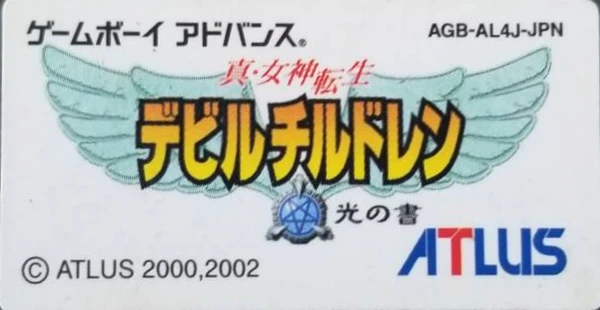 ゲームボーイ アドバンス®
AGB-AL4J-JPN
真・女神転生
デビルチルドレン
光の書
© ATLUS 2000,2002
ATLUS